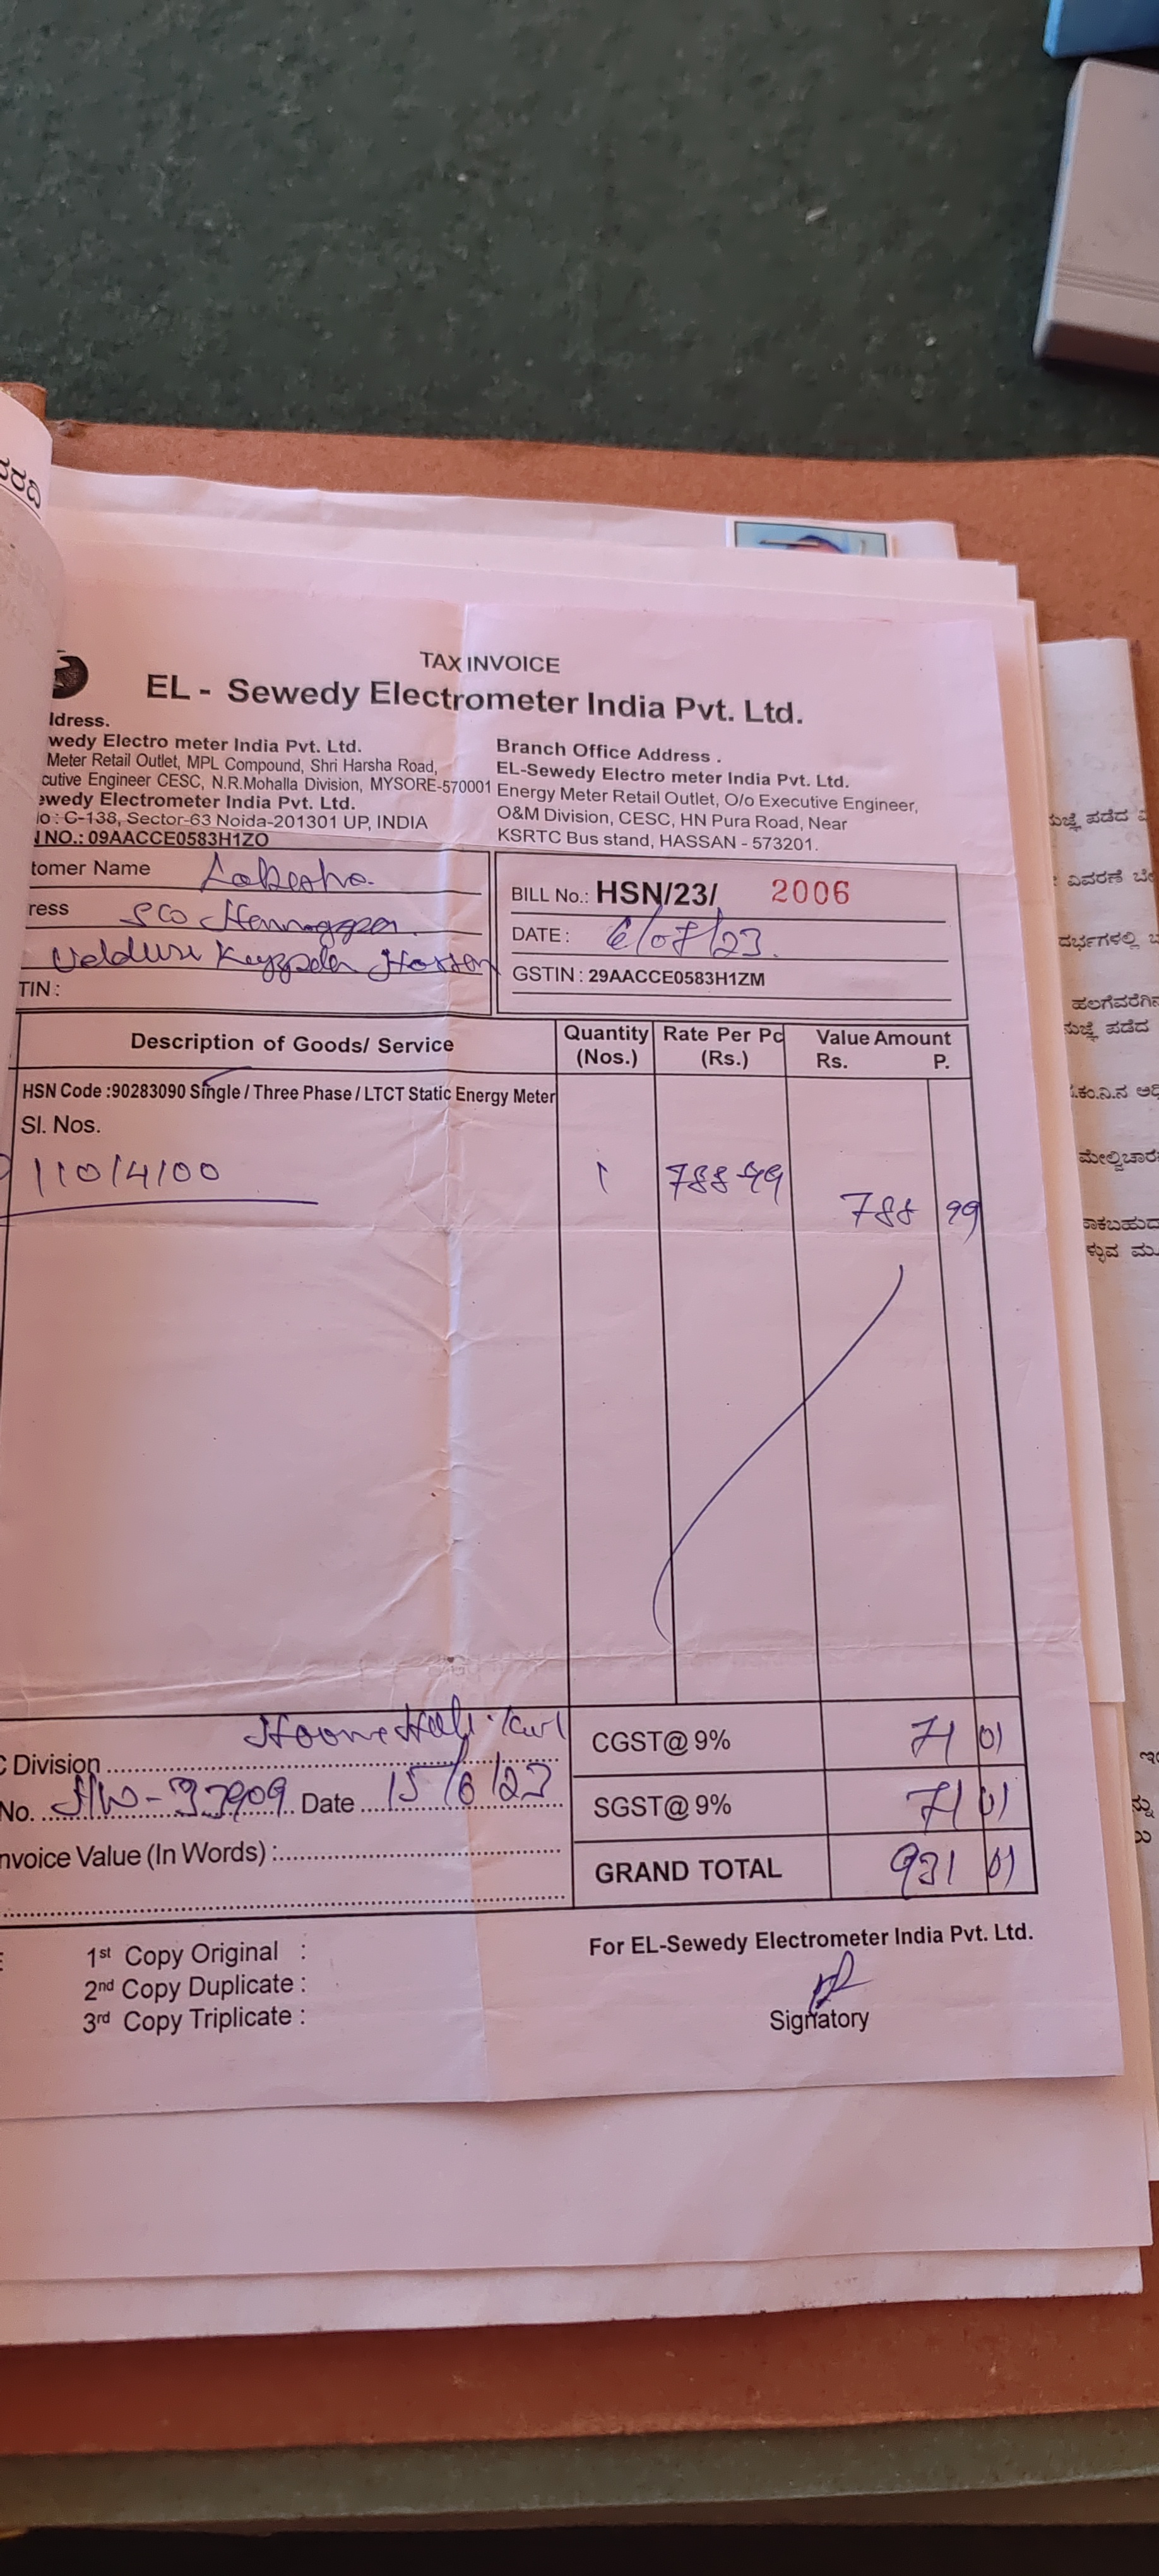 TAX INVOICE
EL - Sewedy Electrometer India Pvt. Ltd.
ldress.
wedy Electro meter India Pvt. Ltd.
Meter Retail Outlet, MPL Compound, Shri Harsha Road,
cutive Engineer CESC, N.R.Mohalla Division, MYSORE-570001
ewedy Electrometer India Pvt. Ltd.
lo : C-138, Sector-63 Noida-201301 UP, INDIA
NO.: 09AACCE0583H1ZO
Branch Office Address .
EL-Sewedy Electro meter India Pvt. Ltd.
Energy Meter Retail Outlet, O/o Executive Engineer,
O&M Division, CESC, HN Pura Road, Near
KSRTC Bus stand, HASSAN - 573201.
tomer Name
ress
TIN :
BILL No.: HSN/23/ 2006
DATE : 6/07/23.
GSTIN : 29AACCE0583H1ZM
Description of Goods/ Service Quantity (Nos.) Rate Per Pc (Rs.) Value Amount Rs. P.
HSN Code :90283090 Single / Three Phase / LTCT Static Energy Meter
Sl. Nos.
11014100 1 788 99 788 99
C Division
No. Date 15/6/23
nvoice Value (In Words) :
CGST@ 9% 71 01
SGST@ 9% 71 01
GRAND TOTAL 931 01
1st Copy Original :
2nd Copy Duplicate :
3rd Copy Triplicate :
For EL-Sewedy Electrometer India Pvt. Ltd.
Signatory